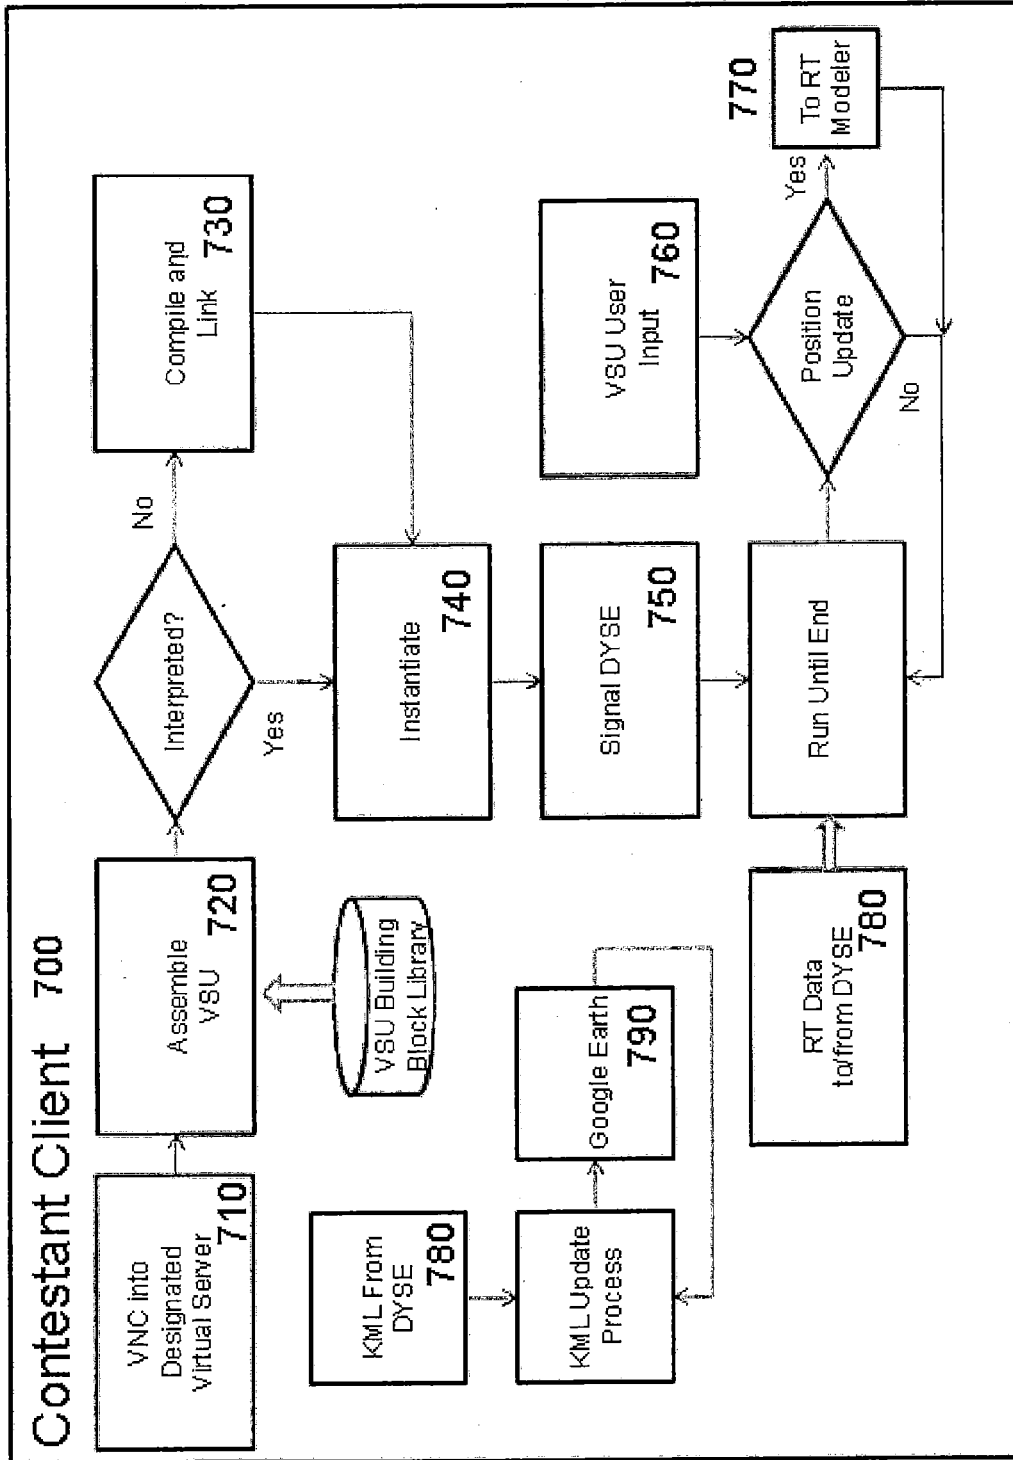 Contestant Client 700
VNC into
Designated
Virtual Server
710
Assemble
VSU
720
Interpreted?
No
Yes
Compile and
Link
730
VSU Building
Block Library
Instantiate
740
KML From
DYSE
780
KML Update
Process
Google Earth
790
Signal DYSE
750
VSU User
Input
760
RT Data
to/from DYSE
780
Run Until End
Position
Update
No
Yes
To RT
Modeler
770